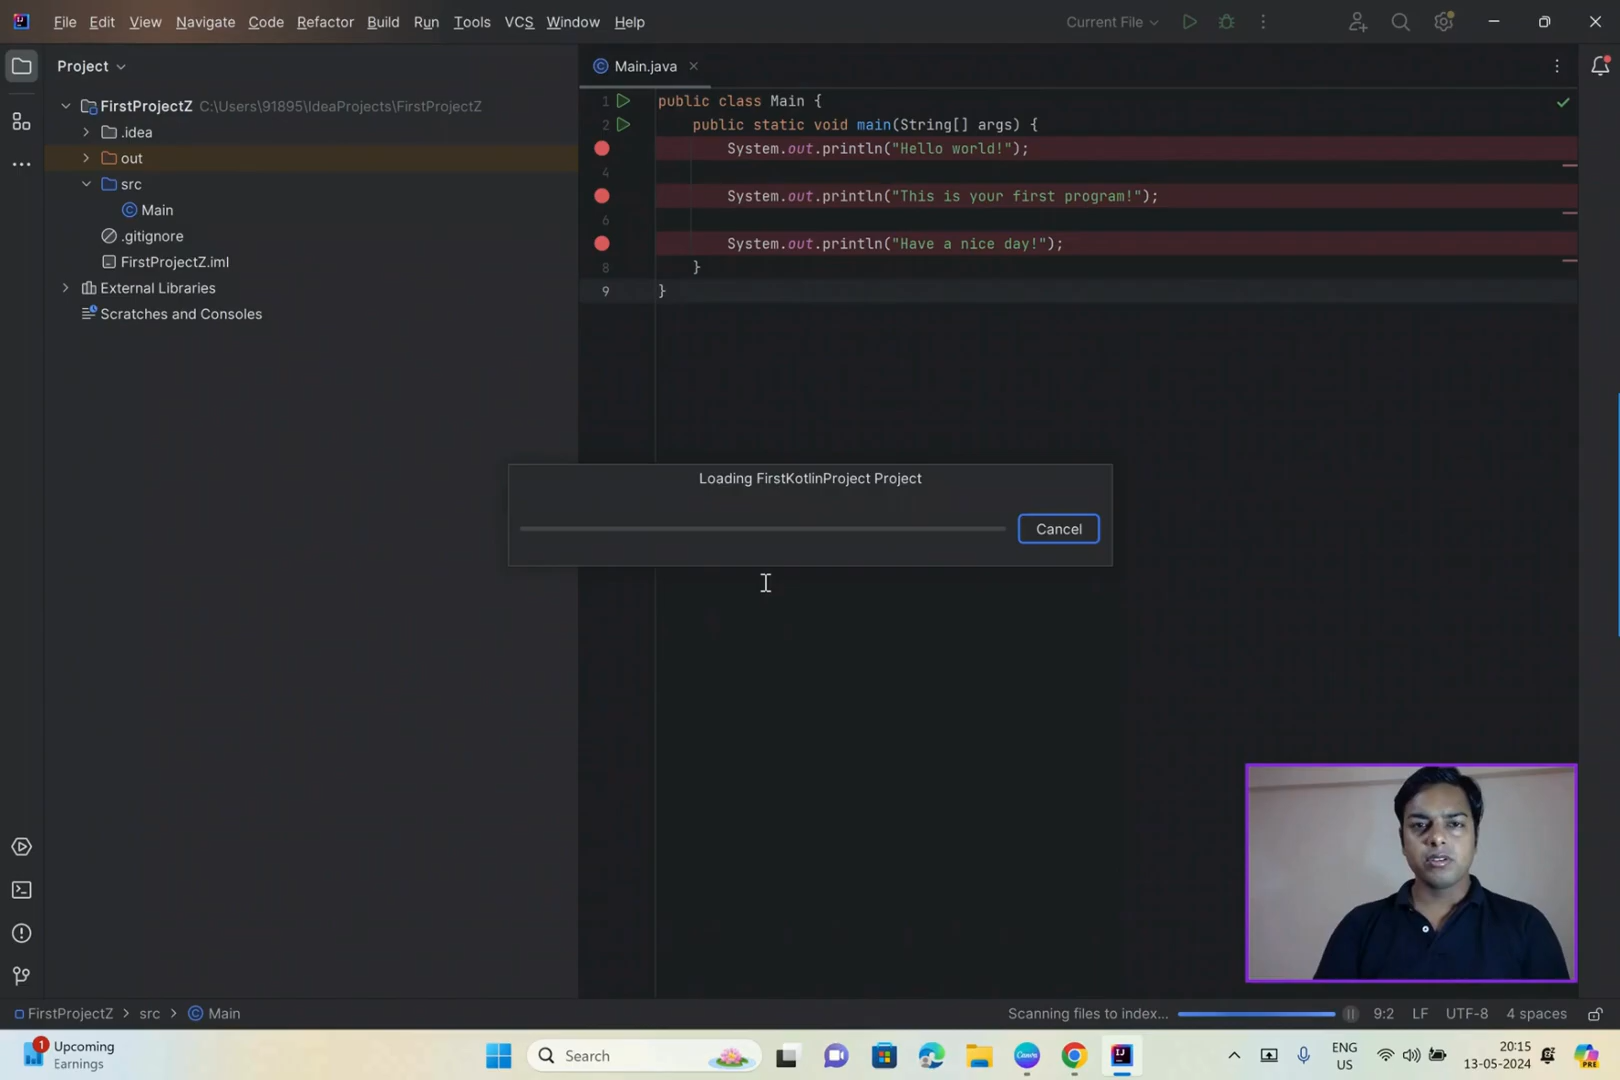 File Edit View Navigate Code Refactor Build Run Tools VCS Window Help
Current File
Project
Main.java
FirstProjectZ C:\Users\91895\IdeaProjects\FirstProjectZ
.idea
out
src
Main
.gitignore
FirstProjectZ.iml
External Libraries
Scratches and Consoles
1 public class Main {
2 public static void main(String[] args) {
System.out.println("Hello world!");
4
System.out.println("This is your first program!");
6
System.out.println("Have a nice day!");
8 }
9 }
Loading FirstKotlinProject Project
Cancel
FirstProjectZ > src > Main
Scanning files to index... 9:2 LF UTF-8 4 spaces
1 Upcoming
Earnings
Search
Canva
ENG
US
20:15
13-05-2024
PRE